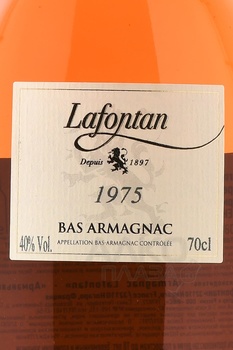 Lafontan
Depuis 1897
1975
BAS ARMAGNAC
40% Vol. APPELLATION BAS-ARMAGNAC CONTRÔLÉE 70cl